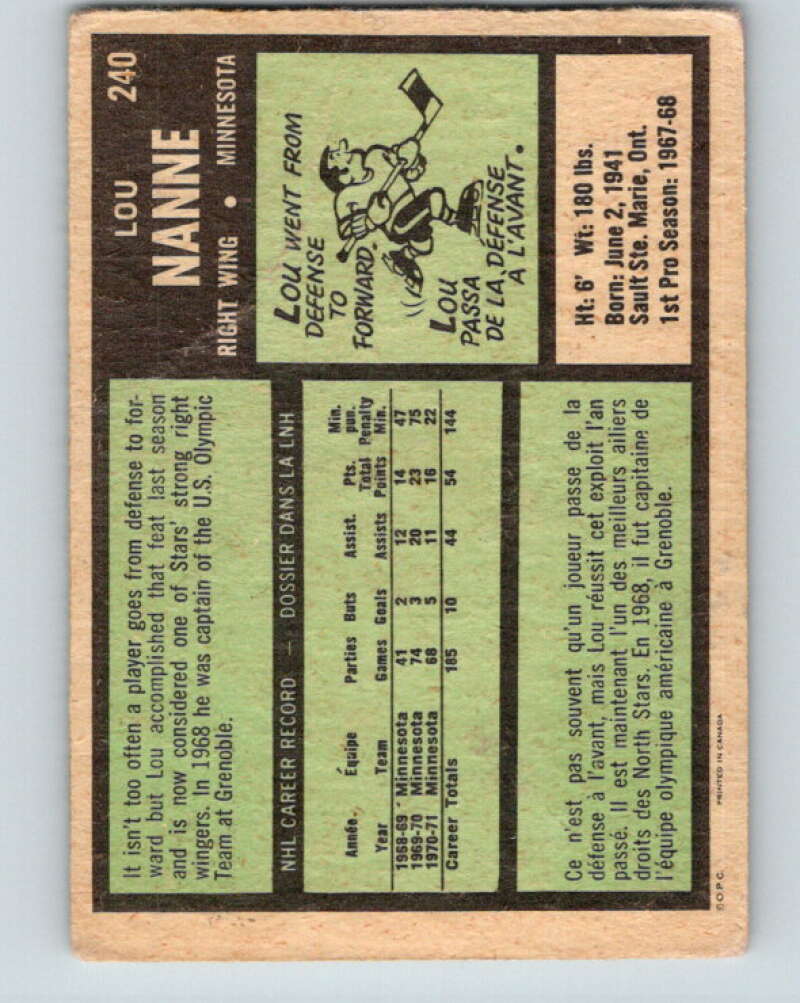 240
LOU
NANNE
RIGHT WING • MINNESOTA
It isn't too often a player goes from defense to for-
ward but Lou accomplished that feat last season
and is now considered one of Stars' strong right
wingers. In 1968 he was captain of the U.S. Olympic
Team at Grenoble.
LOU WENT FROM
DEFENSE
TO
FORWARD.
LOU
PASSA
DE LA DÉFENSE
A L'AVANT.
NHL CAREER RECORD — DOSSIER DANS LA LNH
Année. Équipe Parties Buts Assist. Pts. Min. pun.
Year Team Games Goals Assists Total Points Penalty Min.
1968-69 Minnesota 41 2 12 14 47
1969-70 Minnesota 74 3 20 23 75
1970-71 Minnesota 68 5 11 16 22
Career Totals 185 10 44 54 144
Ht: 6' Wt: 180 lbs.
Born: June 2, 1941
Sault Ste. Marie, Ont.
1st Pro Season: 1967-68
Ce n'est pas souvent qu'un joueur passe de la
défense à l'avant, mais Lou réussit cet exploit l'an
passé. Il est maintenant l'un des meilleurs ailiers
droits des North Stars. En 1968, il fut capitaine de
l'équipe olympique américaine à Grenoble.
© O.P.C. PRINTED IN CANADA